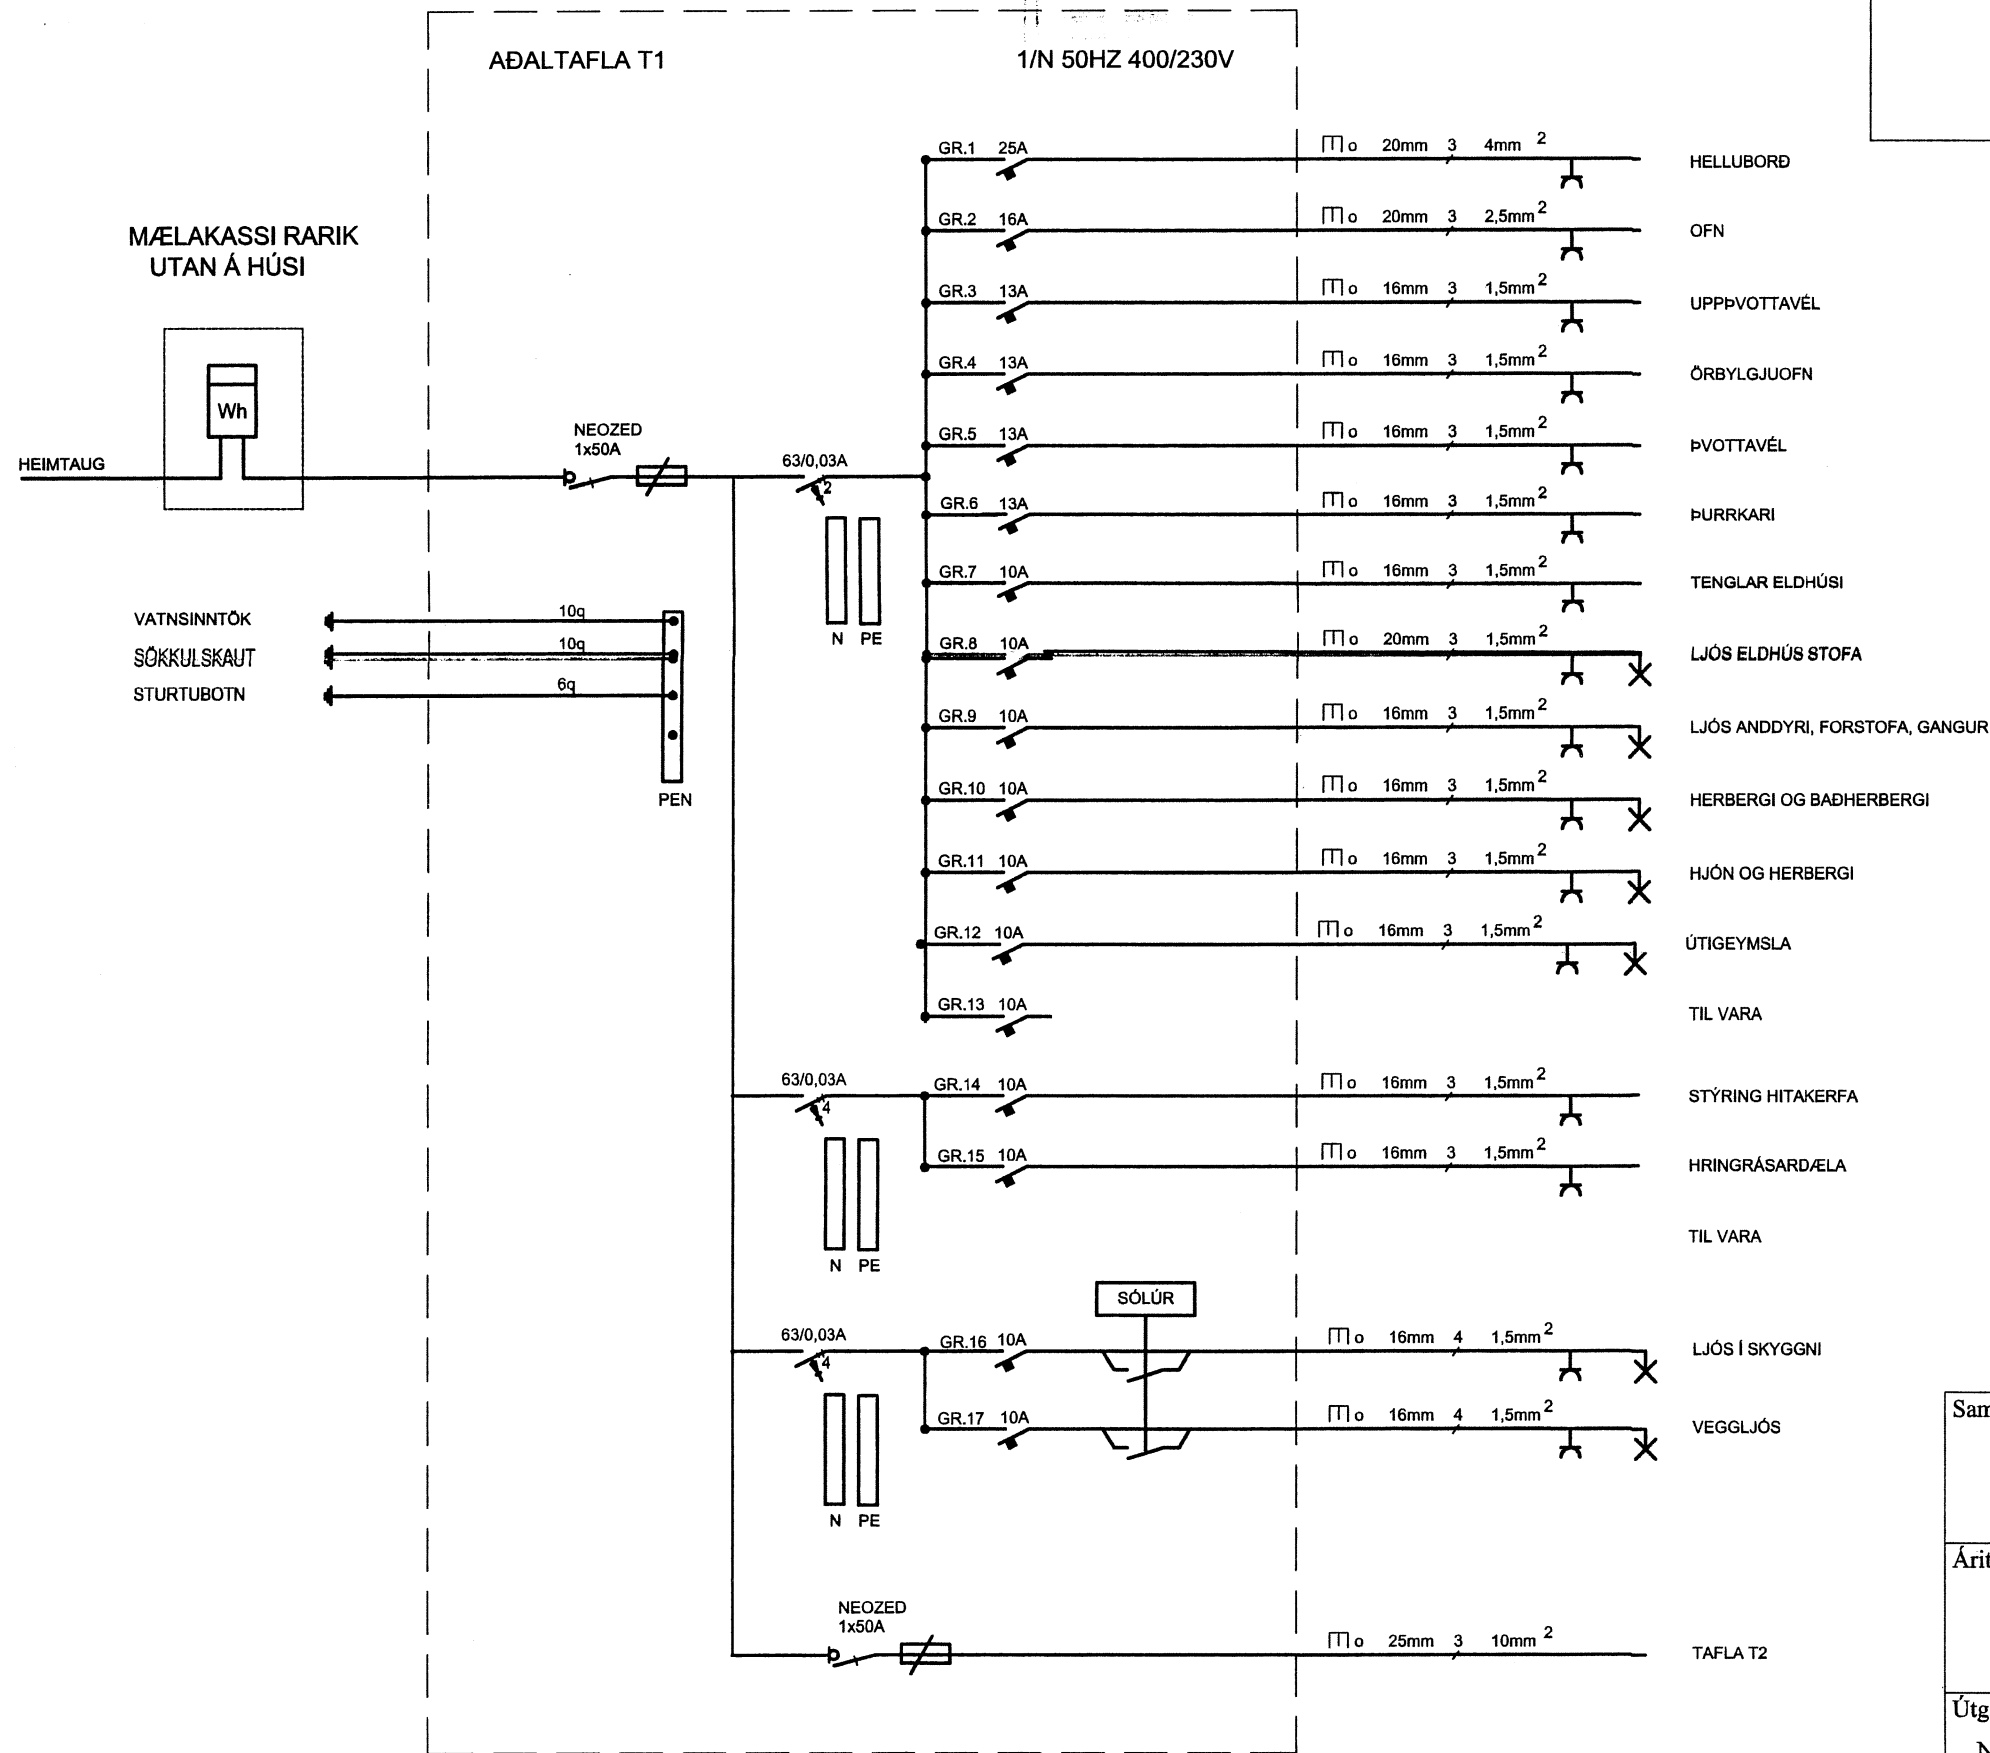 AÐALTAFLA T1
1/N 50HZ 400/230V
MÆLAKASSI RARIK
UTAN Á HÚSI
Wh
HEIMTAUG
NEOZED
1x50A
63/0,03A
2
N PE
VATNSINNTÖK 10q
SÖKKULSKAUT 10q
STURTUBOTN 6q
PEN
GR.1 25A 20mm 3 4mm 2 HELLUBORÐ
GR.2 16A 20mm 3 2,5mm 2 OFN
GR.3 13A 16mm 3 1,5mm 2 UPPÞVOTTAVÉL
GR.4 13A 16mm 3 1,5mm 2 ÖRBYLGJUOFN
GR.5 13A 16mm 3 1,5mm 2 ÞVOTTAVÉL
GR.6 13A 16mm 3 1,5mm 2 ÞURRKARI
GR.7 10A 16mm 3 1,5mm 2 TENGLAR ELDHÚSI
GR.8 10A 20mm 3 1,5mm 2 LJÓS ELDHÚS STOFA
GR.9 10A 16mm 3 1,5mm 2 LJÓS ANDDYRI, FORSTOFA, GANGUR
GR.10 10A 16mm 3 1,5mm 2 HERBERGI OG BAÐHERBERGI
GR.11 10A 16mm 3 1,5mm 2 HJÓN OG HERBERGI
GR.12 10A 16mm 3 1,5mm 2 ÚTIGEYMSLA
GR.13 10A TIL VARA
63/0,03A
4
N PE
GR.14 10A 16mm 3 1,5mm 2 STÝRING HITAKERFA
GR.15 10A 16mm 3 1,5mm 2 HRINGRÁSARDÆLA
TIL VARA
SÓLÚR
63/0,03A
4
N PE
GR.16 10A 16mm 4 1,5mm 2 LJÓS Í SKYGGNI
GR.17 10A 16mm 4 1,5mm 2 VEGGLJÓS
NEOZED
1x50A
25mm 3 10mm 2 TAFLA T2
Sam
Árit
Útg